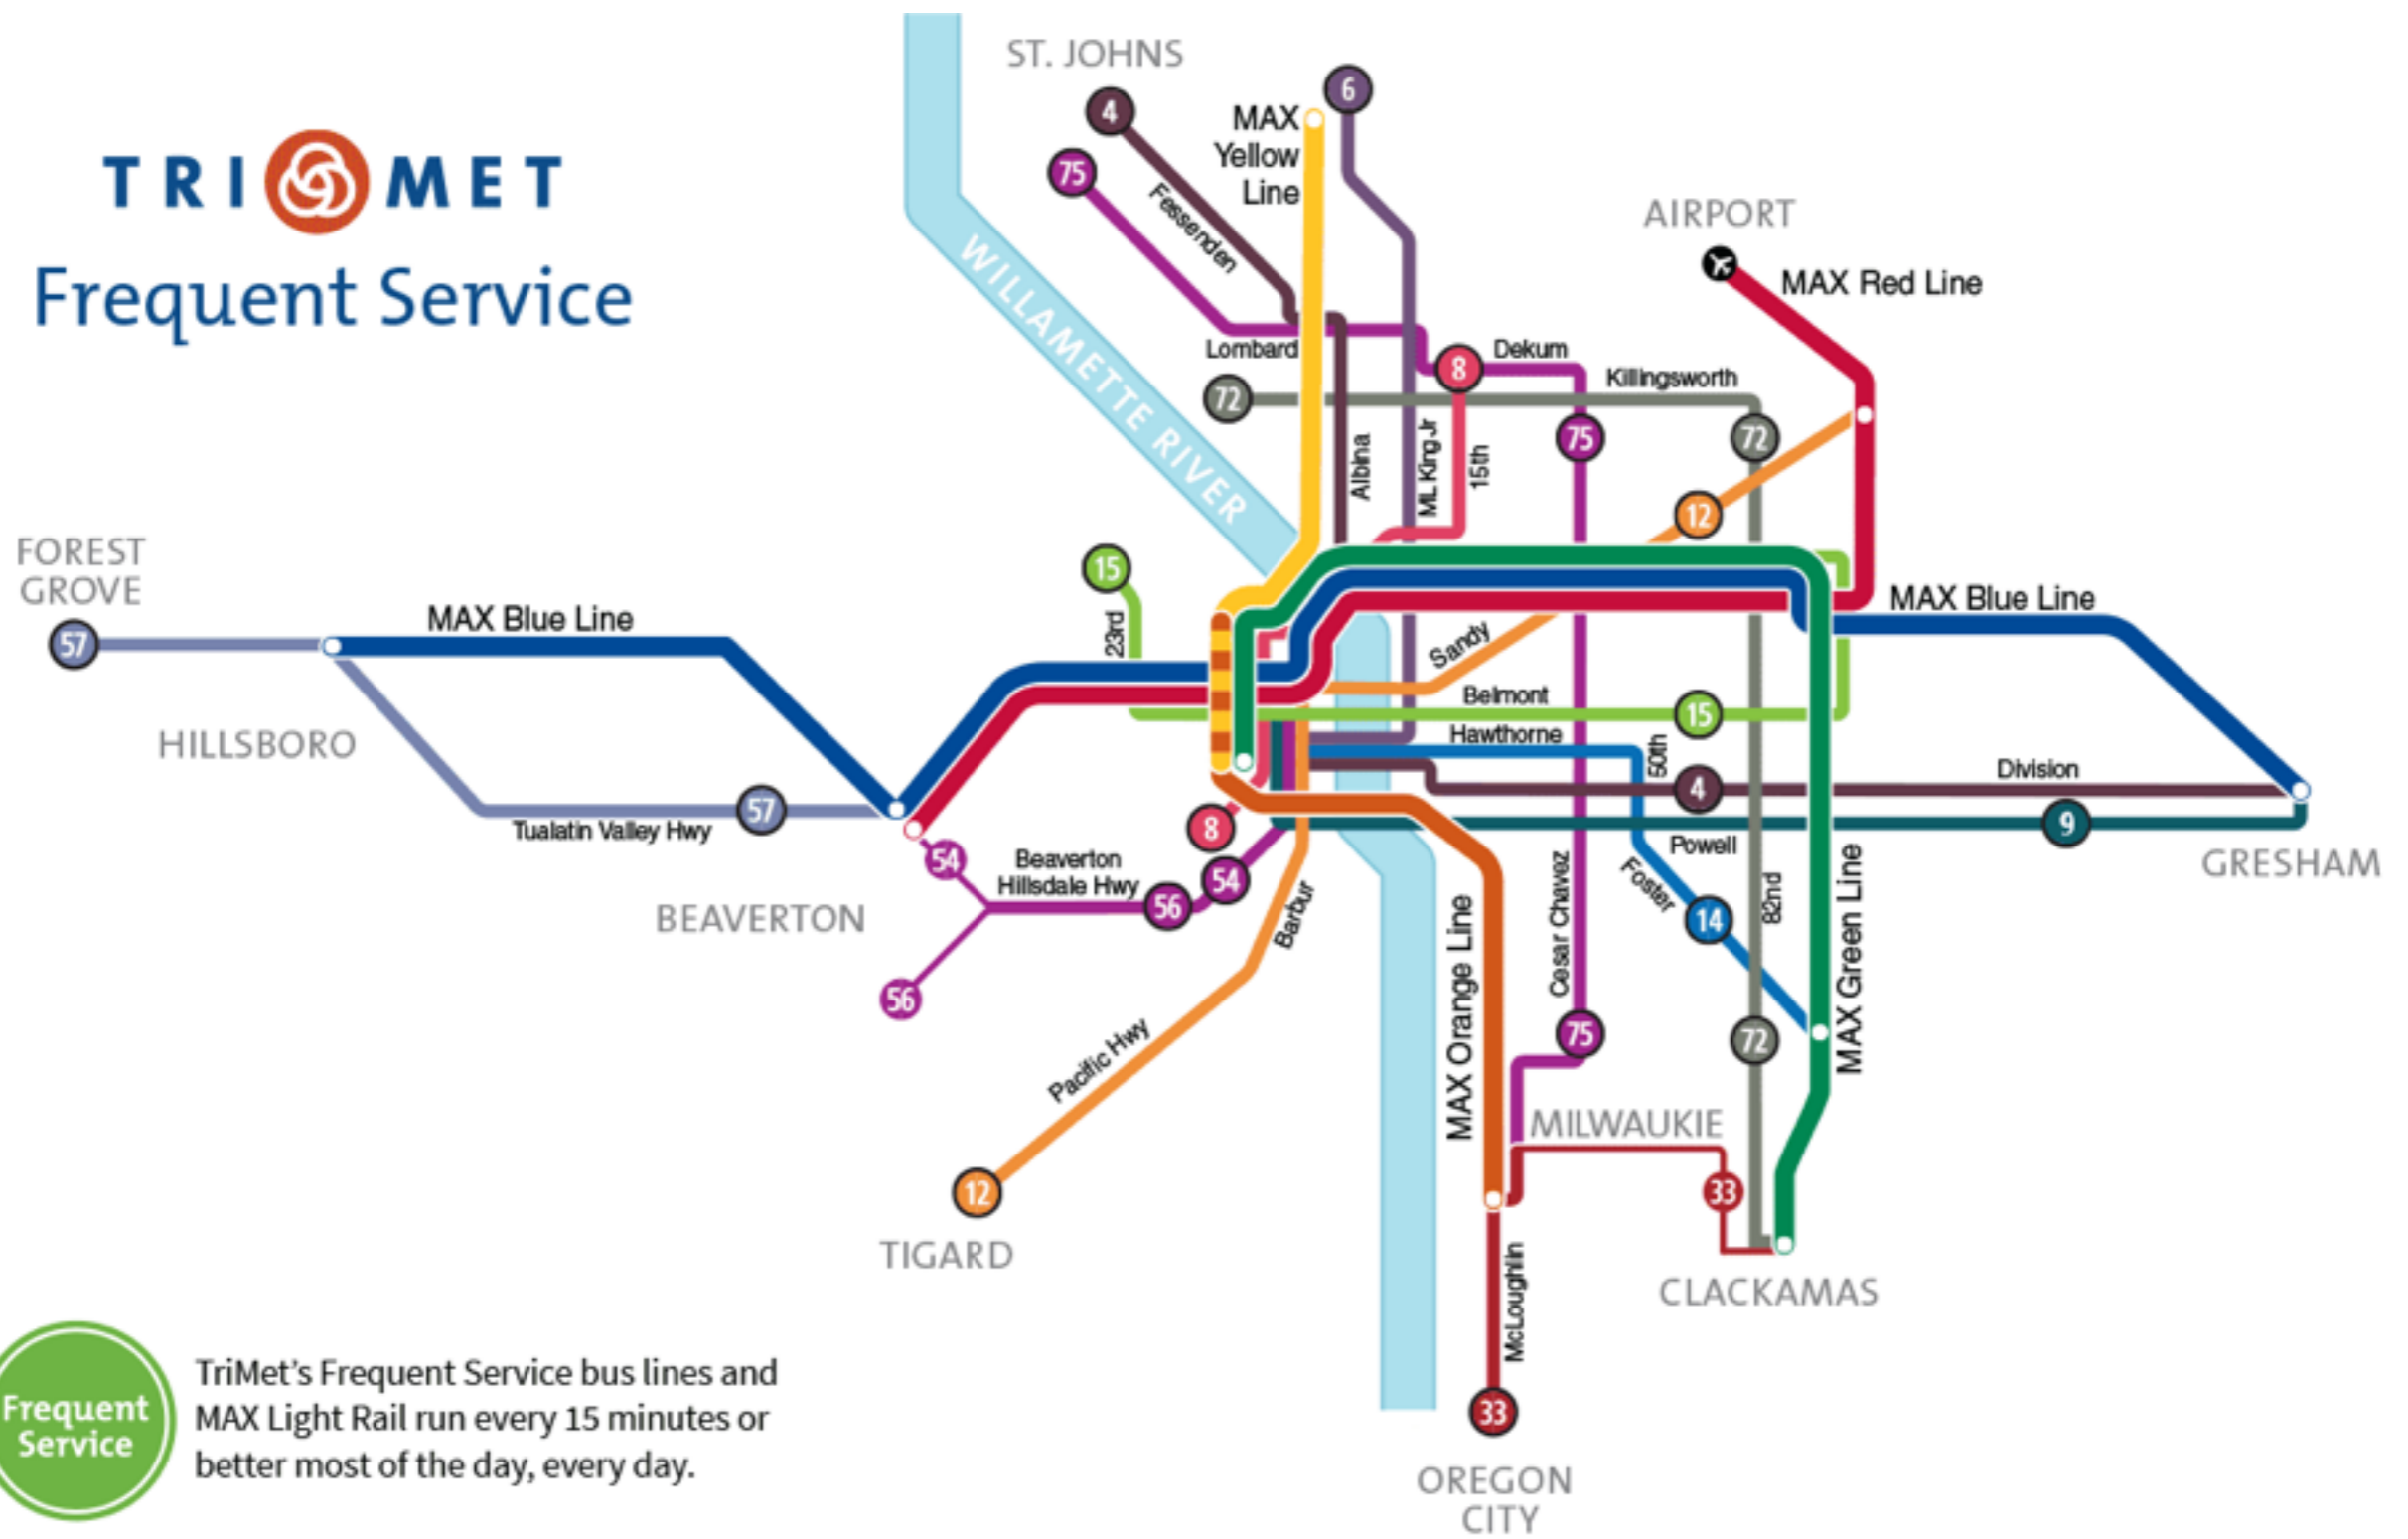 TRIMET
Frequent Service
ST. JOHNS
4
6
75
MAX
Yellow
Line
Fessenden
AIRPORT
MAX Red Line
WILLAMETTE RIVER
Lombard
8
Dekum
Killingsworth
72
75
72
Albina
ML King Jr
15th
12
FOREST
GROVE
57
MAX Blue Line
15
23rd
MAX Blue Line
Sandy
HILLSBORO
Belmont
15
Hawthorne
50th
4
Division
57
Tualatin Valley Hwy
8
9
Powell
GRESHAM
54
Beaverton
Hillsdale Hwy
56
54
BEAVERTON
Barbur
Foster
14
82nd
Cesar Chavez
MAX Orange Line
MAX Green Line
56
75
72
Pacific Hwy
MILWAUKIE
12
33
TIGARD
CLACKAMAS
McLoughlin
33
OREGON
CITY
Frequent
Service
TriMet's Frequent Service bus lines and
MAX Light Rail run every 15 minutes or
better most of the day, every day.